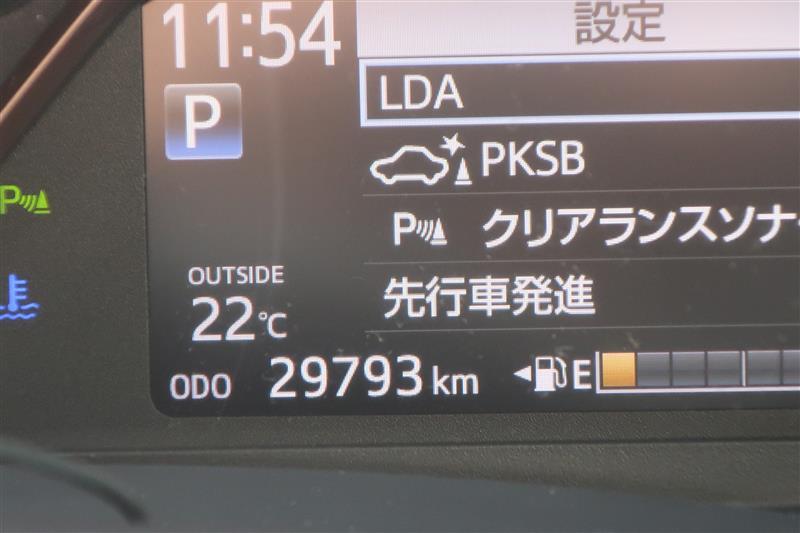 11:54
設定
P
LDA
PKSB
P
P クリアランスソナー
OUTSIDE
22℃
先行車発進
ODO 29793 km
E